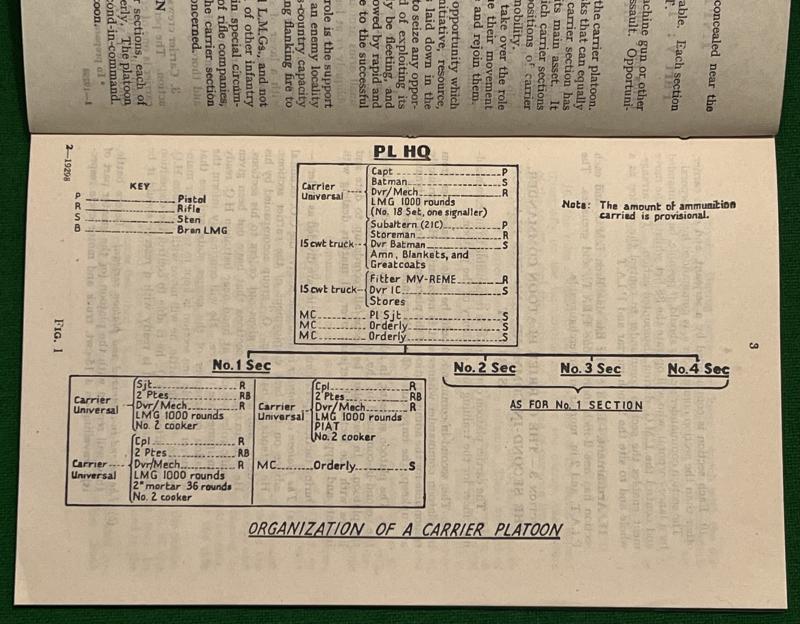 concealed near the
able. Each section
T.
achine gun or other
ssault. Opportuni-
the carrier platoon.
sks that can equally
carrier section has
its main asset. It
which carrier sections
positions of carrier
take over the role
e their movement
s and rejoin them.
mobility.
opportunity which
nitiative, resource,
s laid down in the
to seize any oppor-
ly be fleeting, and
d of exploiting its
owed by rapid and
e to the successful
role is the support
an enemy locality
s-country capacity
ing flanking fire to
d L.M.Gs., and not
of other infantry
in special circum-
of rifle companies,
the carrier section
oncerned.
N
r sections, each of
erly. The platoon
ond-in-command.
oon.
2—19298
3
PL HQ
KEY
P Pistol
R Rifle
S Sten
B Bren LMG
Carrier Universal
Capt P
Batman S
Dvr/Mech R
LMG 1000 rounds
(No. 18 Set, one signaller)
15 cwt truck
Subaltern (2IC) P
Storeman R
Dvr Batman S
Amn, Blankets, and
Greatcoats
15 cwt truck
Fitter MV-REME R
Dvr IC S
Stores
MC Pl Sjt S
MC Orderly S
MC Orderly S
Note: The amount of ammunition
carried is provisional.
FIG. 1
No.1 Sec
No.2 Sec
No.3 Sec
No.4 Sec
AS FOR No.1 SECTION
Carrier Universal
Sjt R
2 Ptes RB
Dvr/Mech R
LMG 1000 rounds
No. 2 cooker
Carrier Universal
Cpl R
2 Ptes RB
Dvr/Mech R
LMG 1000 rounds
2" mortar 36 rounds
No. 2 cooker
Carrier Universal
Cpl R
2 Ptes RB
Dvr/Mech R
LMG 1000 rounds
PIAT
No. 2 cooker
MC Orderly S
ORGANIZATION OF A CARRIER PLATOON